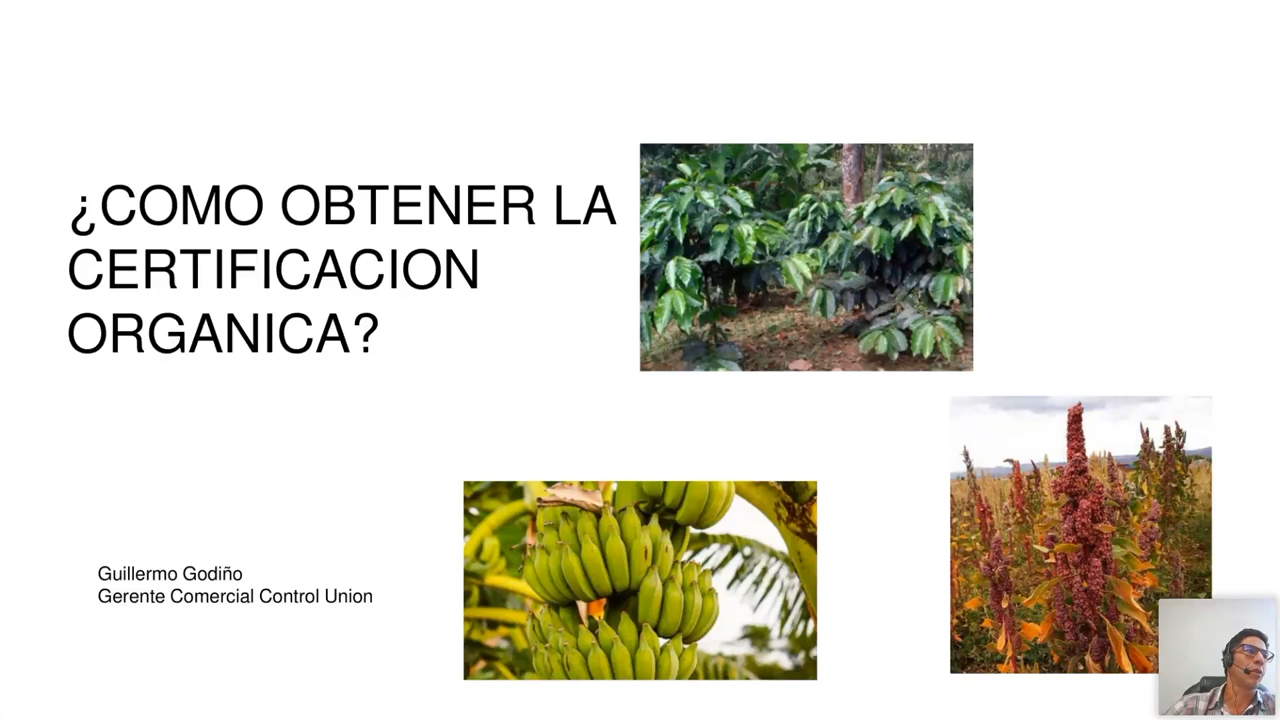 ¿COMO OBTENER LA
CERTIFICACION
ORGANICA?
Guillermo Godiño
Gerente Comercial Control Union